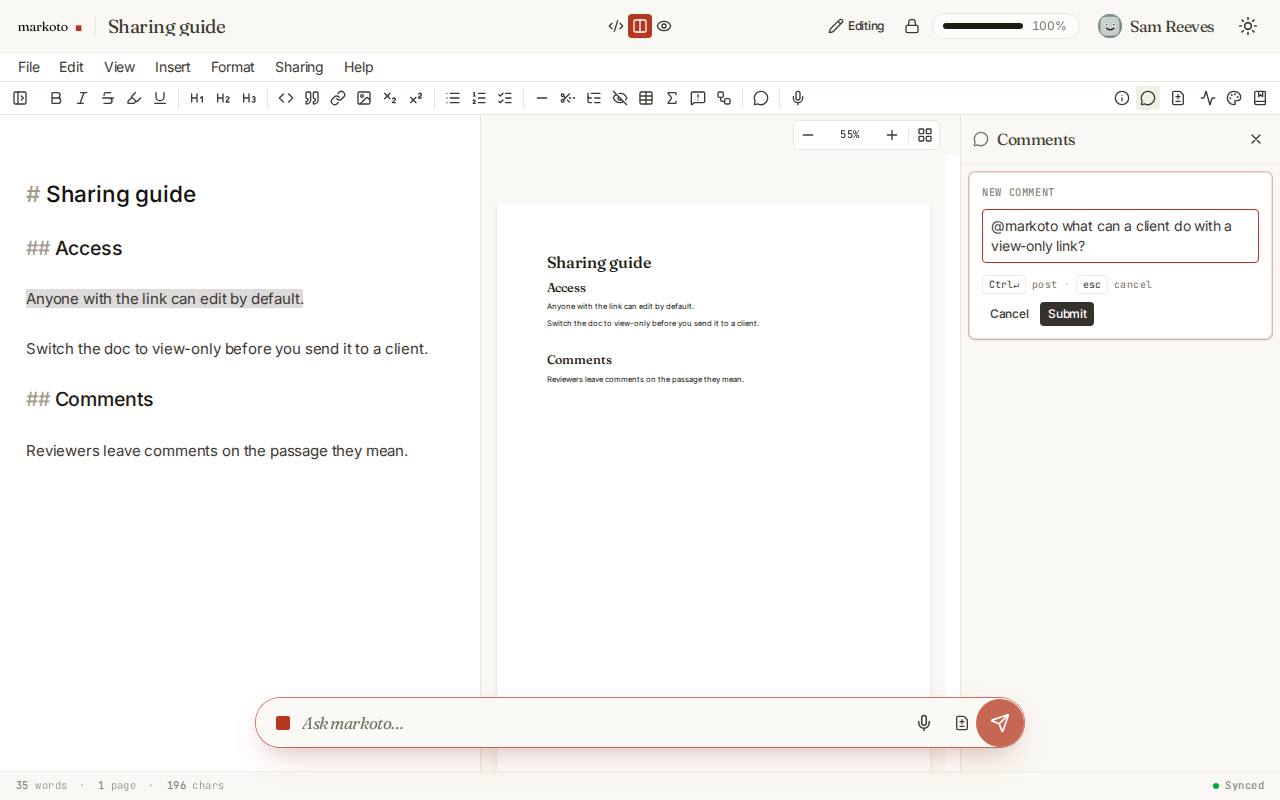 markoto
Sharing guide
Editing
100%
Sam Reeves
File Edit View Insert Format Sharing Help
B I S U H1 H2 H3 X2 X2
55%
Comments
# Sharing guide
## Access
Anyone with the link can edit by default.
Switch the doc to view-only before you send it to a client.
## Comments
Reviewers leave comments on the passage they mean.
Sharing guide
Access
Anyone with the link can edit by default.
Switch the doc to view-only before you send it to a client.
Comments
Reviewers leave comments on the passage they mean.
NEW COMMENT
@markoto what can a client do with a
view-only link?
Ctrl↵ post · esc cancel
Cancel Submit
Ask markoto...
35 words · 1 page · 196 chars
Synced